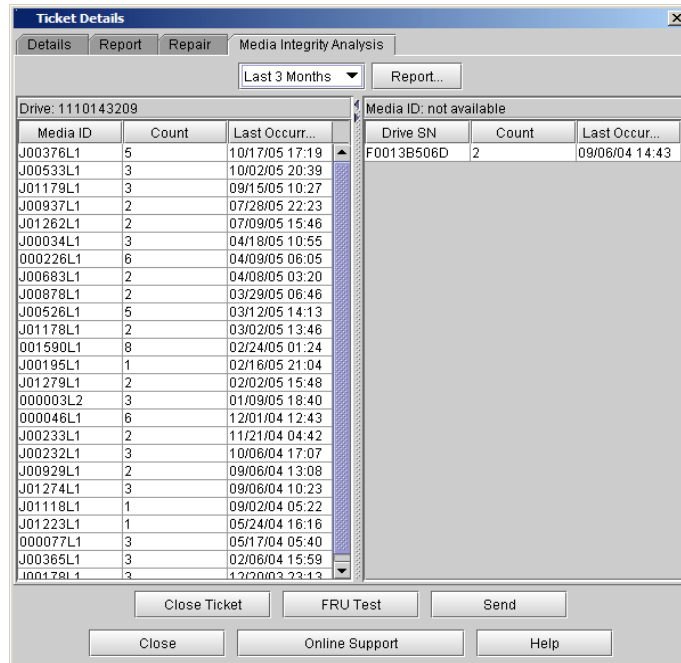 Ticket Details
Details Report Repair Media Integrity Analysis
Last 3 Months Report...
Drive: 1110143209 Media ID: not available
Media ID Count Last Occurr... Drive SN Count Last Occur...
J00376L1 5 10/17/05 17:19 F0013B506D 2 09/06/04 14:43
J00533L1 3 10/02/05 20:39
J01179L1 3 09/15/05 10:27
J00937L1 2 07/28/05 22:23
J01262L1 2 07/09/05 15:46
J00034L1 3 04/18/05 10:55
000226L1 6 04/09/05 06:05
J00683L1 2 04/08/05 03:20
J00878L1 2 03/29/05 06:46
J00526L1 5 03/12/05 14:13
J01178L1 2 03/02/05 13:46
001590L1 8 02/24/05 01:24
J00195L1 1 02/16/05 21:04
J01279L1 2 02/02/05 15:48
000003L2 3 01/09/05 18:40
000046L1 6 12/01/04 12:43
J00233L1 2 11/21/04 04:42
J00232L1 3 10/06/04 17:07
J00929L1 2 09/06/04 13:08
J01274L1 3 09/06/04 10:23
J01118L1 1 09/02/04 05:22
J01223L1 1 05/24/04 16:16
000077L1 3 05/17/04 05:40
J00365L1 3 02/06/04 15:59
J00178L1 3 12/20/03 23:13
Close Ticket FRU Test Send
Close Online Support Help